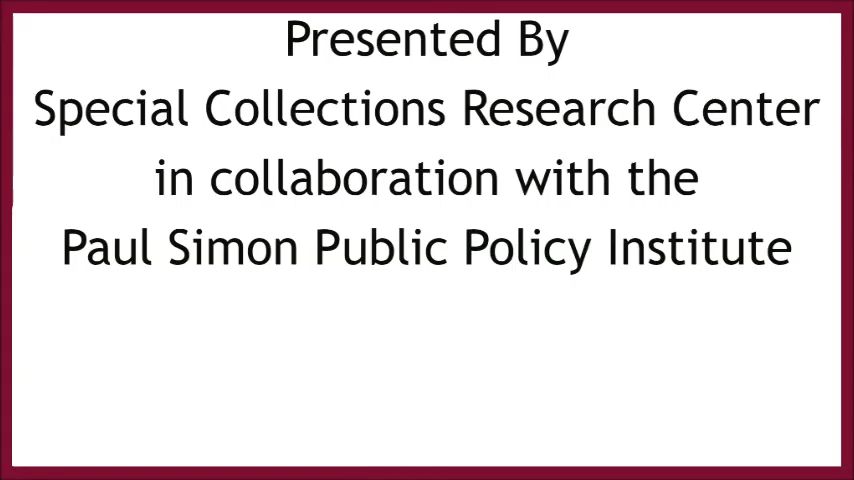 Presented By
Special Collections Research Center
in collaboration with the
Paul Simon Public Policy Institute